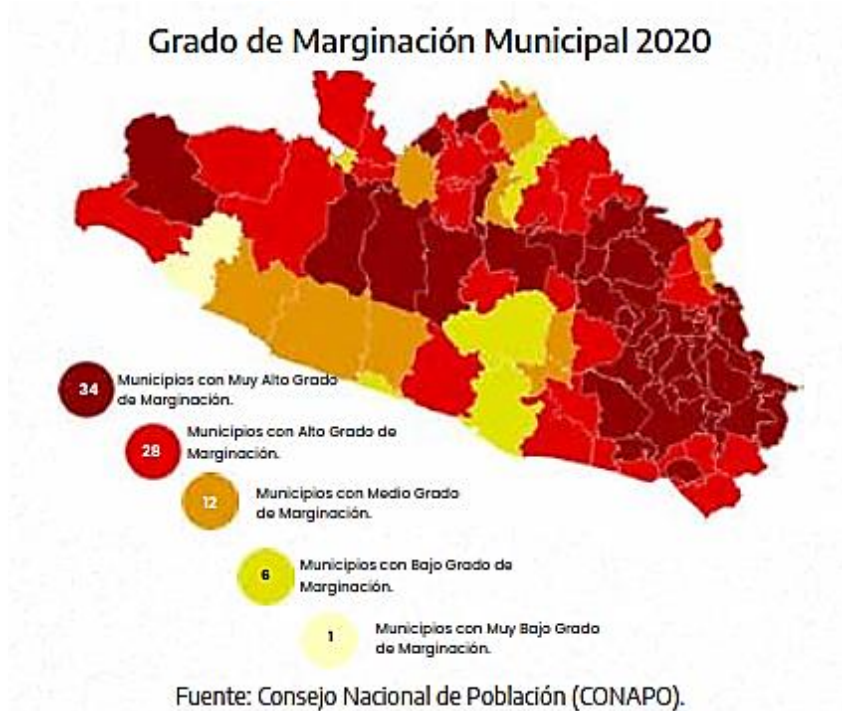 Grado de Marginación Municipal 2020
34
Municipios con Muy Alto Grado
de Marginación.
28
Municipios con Alto Grado de
Marginación.
12
Municipios con Medio Grado
de Marginación.
6
Municipios con Bajo Grado de
Marginación.
1
Municipios con Muy Bajo Grado
de Marginación.
Fuente: Consejo Nacional de Población (CONAPO).